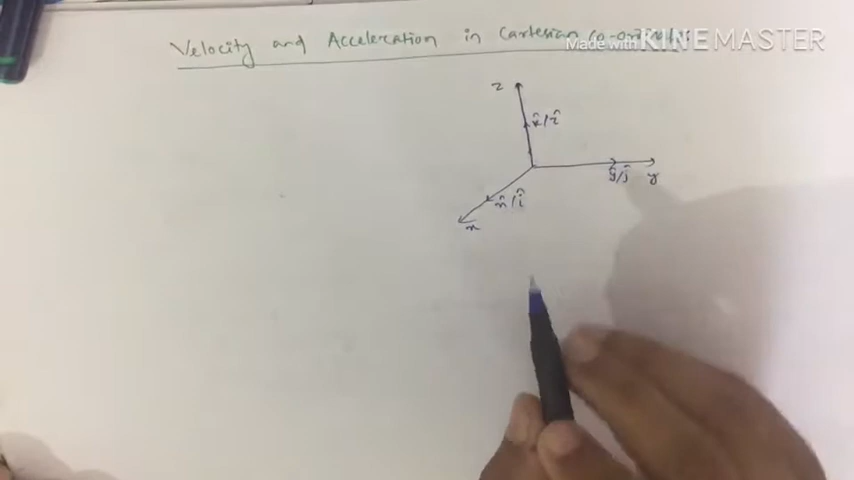 Velocity and Acceleration in Cartesian
Made with KINEMASTER
z
k̂/ẑ
ŷ/ĵ
y
x̂/î
x